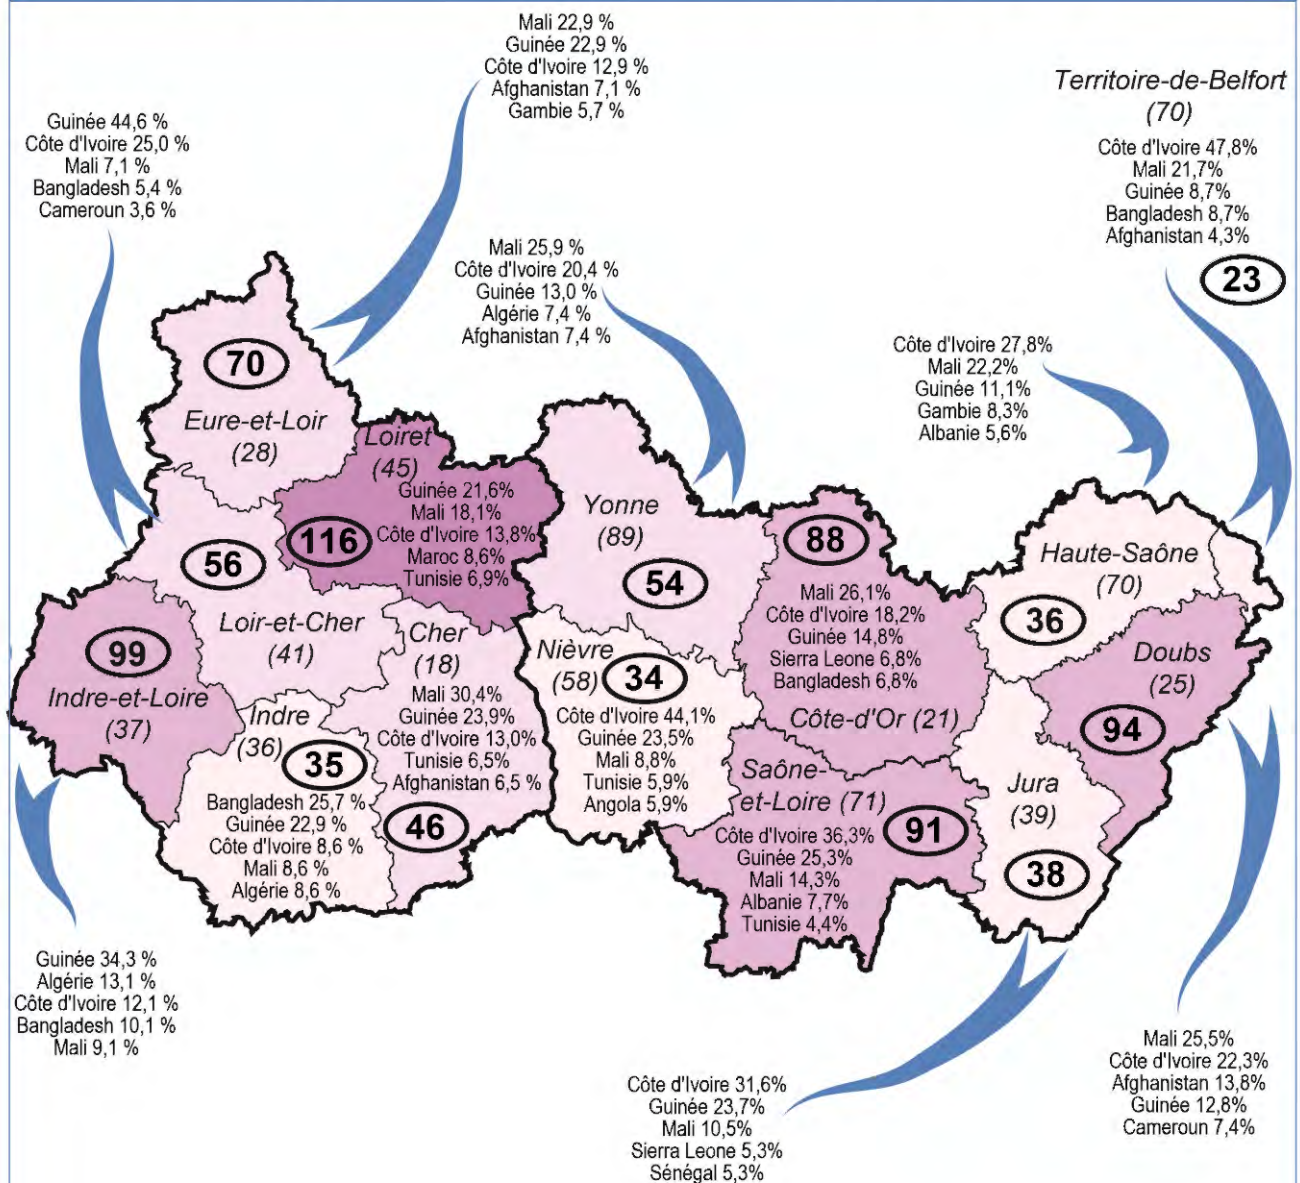 Mali 22,9 %
Guinée 22,9 %
Côte d'Ivoire 12,9 %
Afghanistan 7,1 %
Gambie 5,7 %
Territoire-de-Belfort
(70)
Côte d'Ivoire 47,8%
Mali 21,7%
Guinée 8,7%
Bangladesh 8,7%
Afghanistan 4,3%
23
Guinée 44,6 %
Côte d'Ivoire 25,0 %
Mali 7,1 %
Bangladesh 5,4 %
Cameroun 3,6 %
Mali 25,9 %
Côte d'Ivoire 20,4 %
Guinée 13,0 %
Algérie 7,4 %
Afghanistan 7,4 %
Côte d'Ivoire 27,8%
Mali 22,2%
Guinée 11,1%
Gambie 8,3%
Albanie 5,6%
70
Eure-et-Loir
(28)
Loiret
(45)
Guinée 21,6%
Mali 18,1%
Côte d'Ivoire 13,8%
Maroc 8,6%
Tunisie 6,9%
116
Yonne
(89)
54
88
Mali 26,1%
Côte d'Ivoire 18,2%
Guinée 14,8%
Sierra Leone 6,8%
Bangladesh 6,8%
Côte-d'Or (21)
Haute-Saône
(70)
36
56
Loir-et-Cher
(41)
99
Indre-et-Loire
(37)
Cher
(18)
Mali 30,4%
Guinée 23,9%
Côte d'Ivoire 13,0%
Tunisie 6,5%
Afghanistan 6,5 %
46
Nièvre
(58)
34
Côte d'Ivoire 44,1%
Guinée 23,5%
Mali 8,8%
Tunisie 5,9%
Angola 5,9%
Doubs
(25)
94
Indre
(36)
35
Bangladesh 25,7 %
Guinée 22,9 %
Côte d'Ivoire 8,6 %
Mali 8,6 %
Algérie 8,6 %
Saône-
et-Loire (71)
91
Côte d'Ivoire 36,3%
Guinée 25,3%
Mali 14,3%
Albanie 7,7%
Tunisie 4,4%
Jura
(39)
38
Guinée 34,3 %
Algérie 13,1 %
Côte d'Ivoire 12,1 %
Bangladesh 10,1 %
Mali 9,1 %
Côte d'Ivoire 31,6%
Guinée 23,7%
Mali 10,5%
Sierra Leone 5,3%
Sénégal 5,3%
Mali 25,5%
Côte d'Ivoire 22,3%
Afghanistan 13,8%
Guinée 12,8%
Cameroun 7,4%